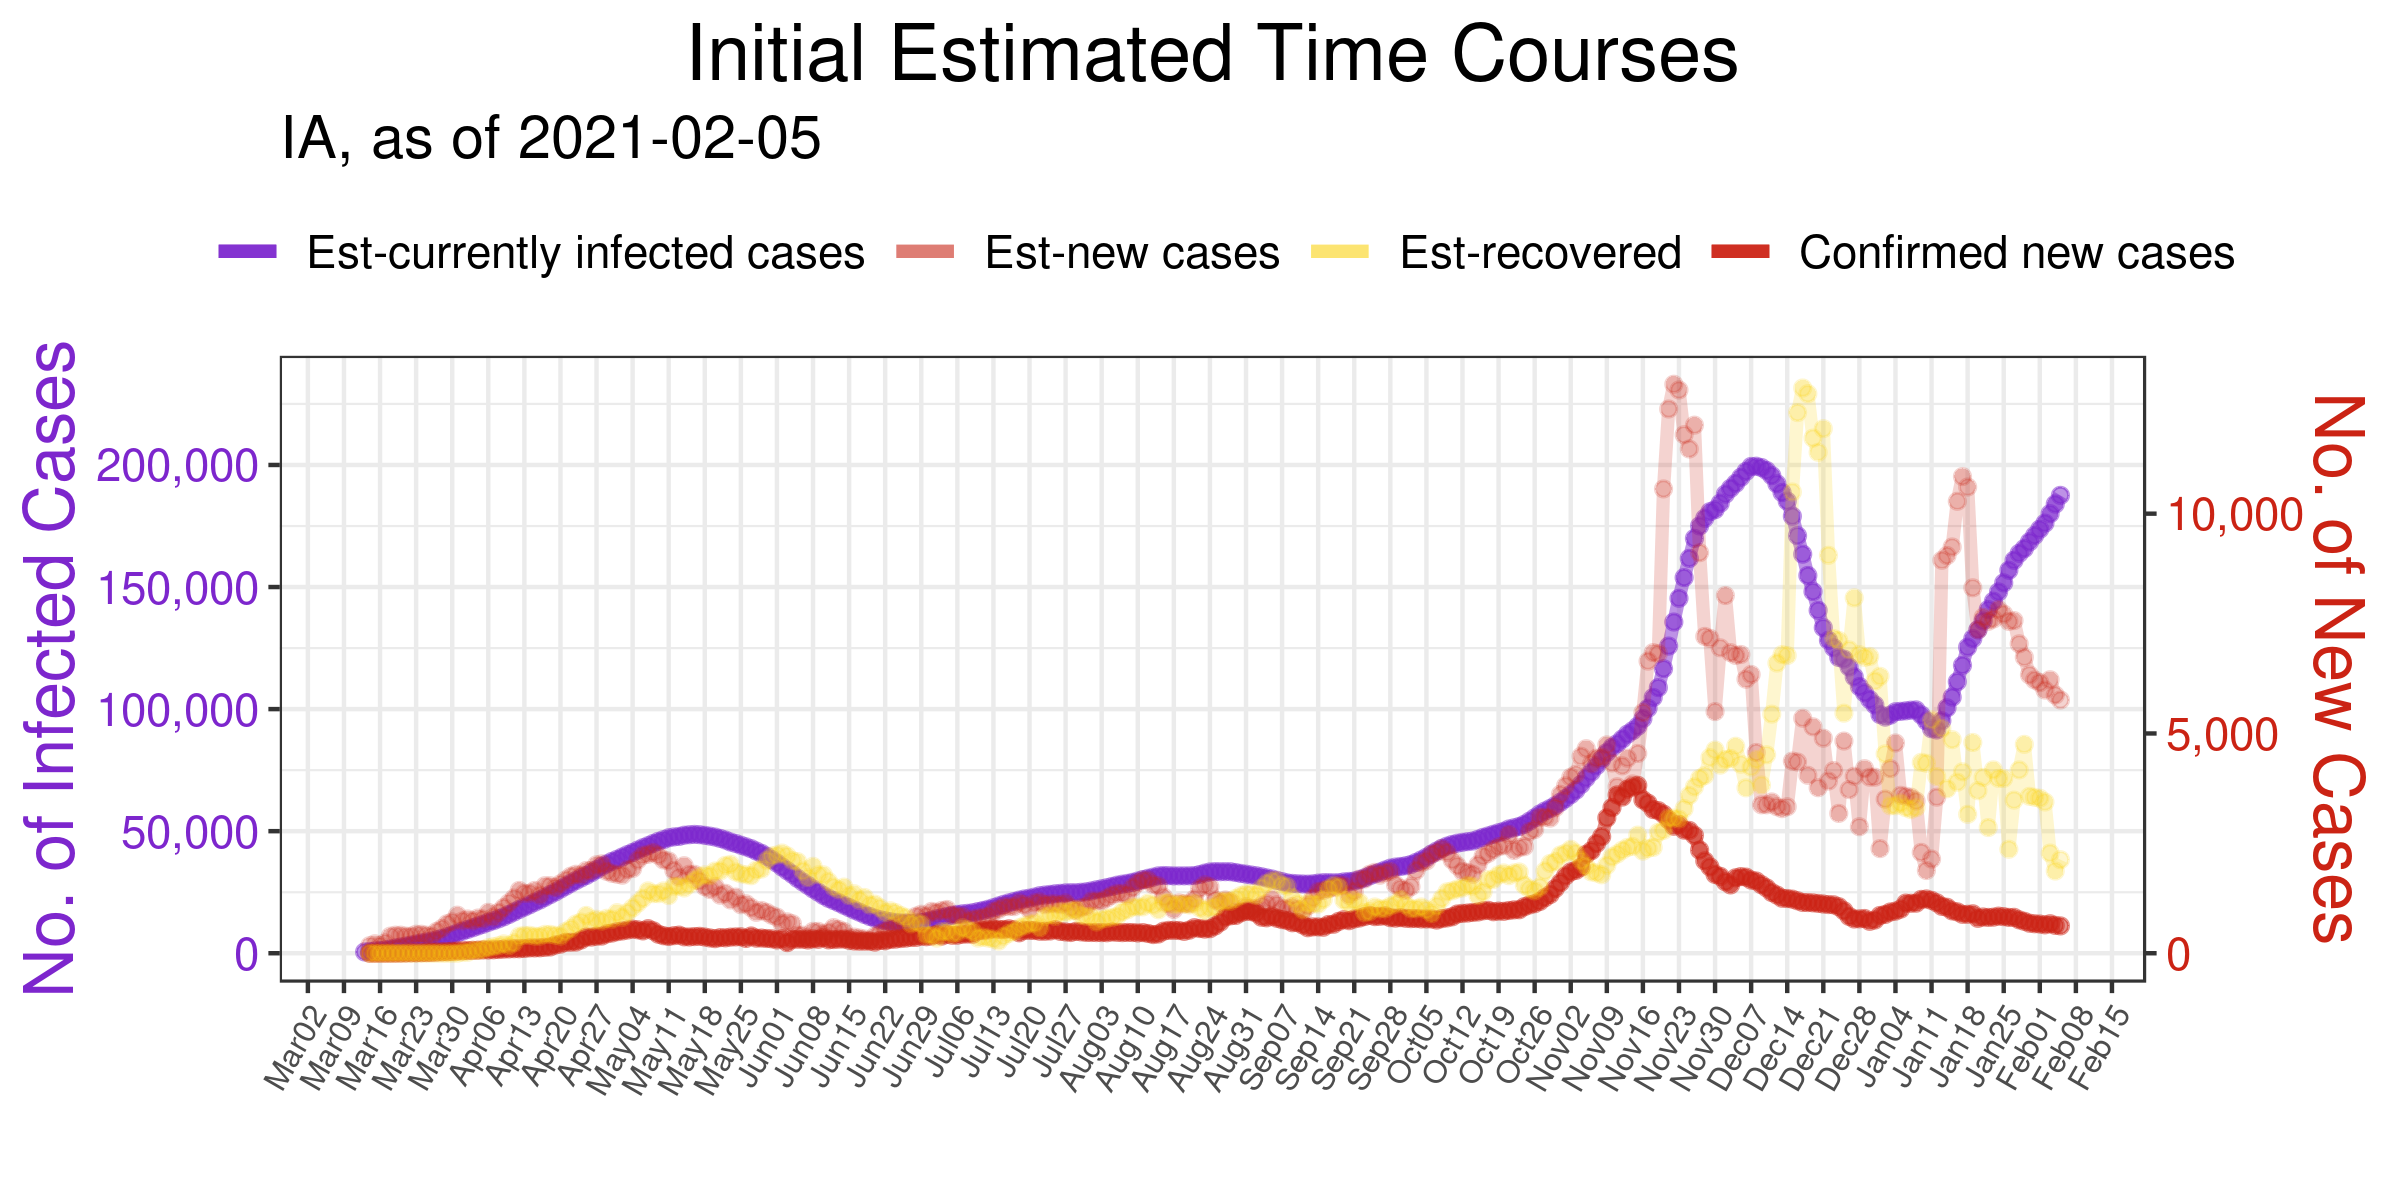 Initial Estimated Time Courses
IA, as of 2021-02-05
Est-currently infected cases Est-new cases Est-recovered Confirmed new cases
No. of Infected Cases
200,000
150,000
100,000
50,000
0
10,000
5,000
0
No. of New Cases
Mar02 Mar09 Mar16 Mar23 Mar30 Apr06 Apr13 Apr20 Apr27 May04 May11 May18 May25 Jun01 Jun08 Jun15 Jun22 Jun29 Jul06 Jul13 Jul20 Jul27 Aug03 Aug10 Aug17 Aug24 Aug31 Sep07 Sep14 Sep21 Sep28 Oct05 Oct12 Oct19 Oct26 Nov02 Nov09 Nov16 Nov23 Nov30 Dec07 Dec14 Dec21 Dec28 Jan04 Jan11 Jan18 Jan25 Feb01 Feb08 Feb15